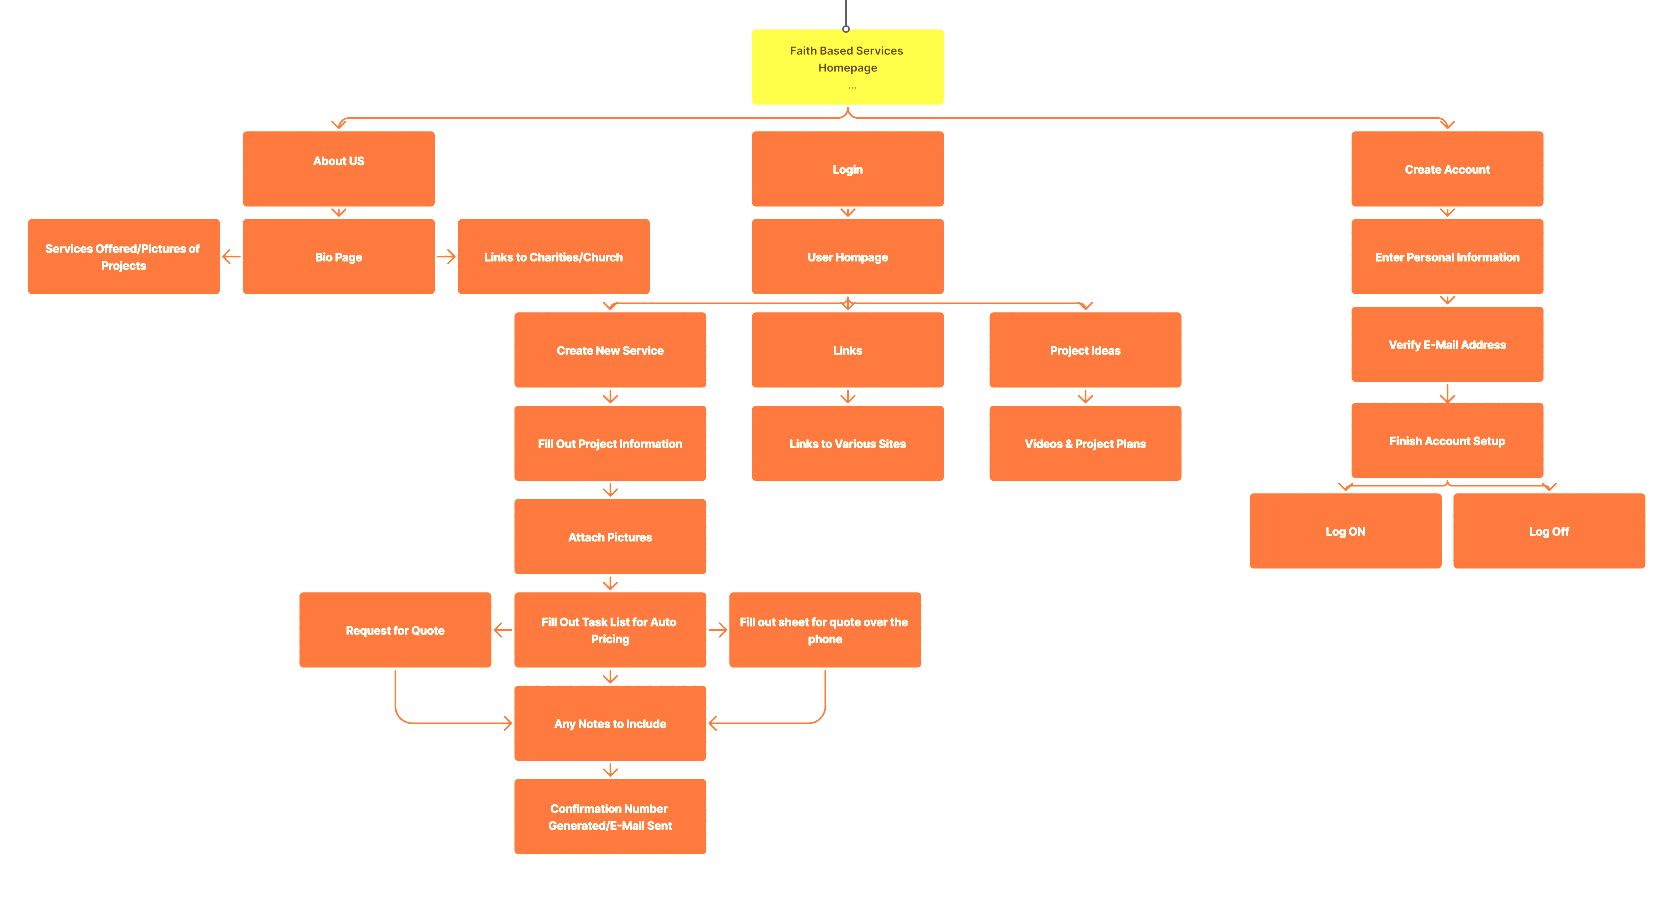 Faith Based Services
Homepage
...
About US
Login
Create Account
Services Offered/Pictures of
Projects
Bio Page
Links to Charities/Church
User Hompage
Enter Personal Information
Create New Service
Links
Project Ideas
Verify E-Mail Address
Fill Out Project Information
Links to Various Sites
Videos & Project Plans
Finish Account Setup
Attach Pictures
Log ON
Log Off
Request for Quote
Fill Out Task List for Auto
Pricing
Fill out sheet for quote over the
phone
Any Notes to Include
Confirmation Number
Generated/E-Mail Sent